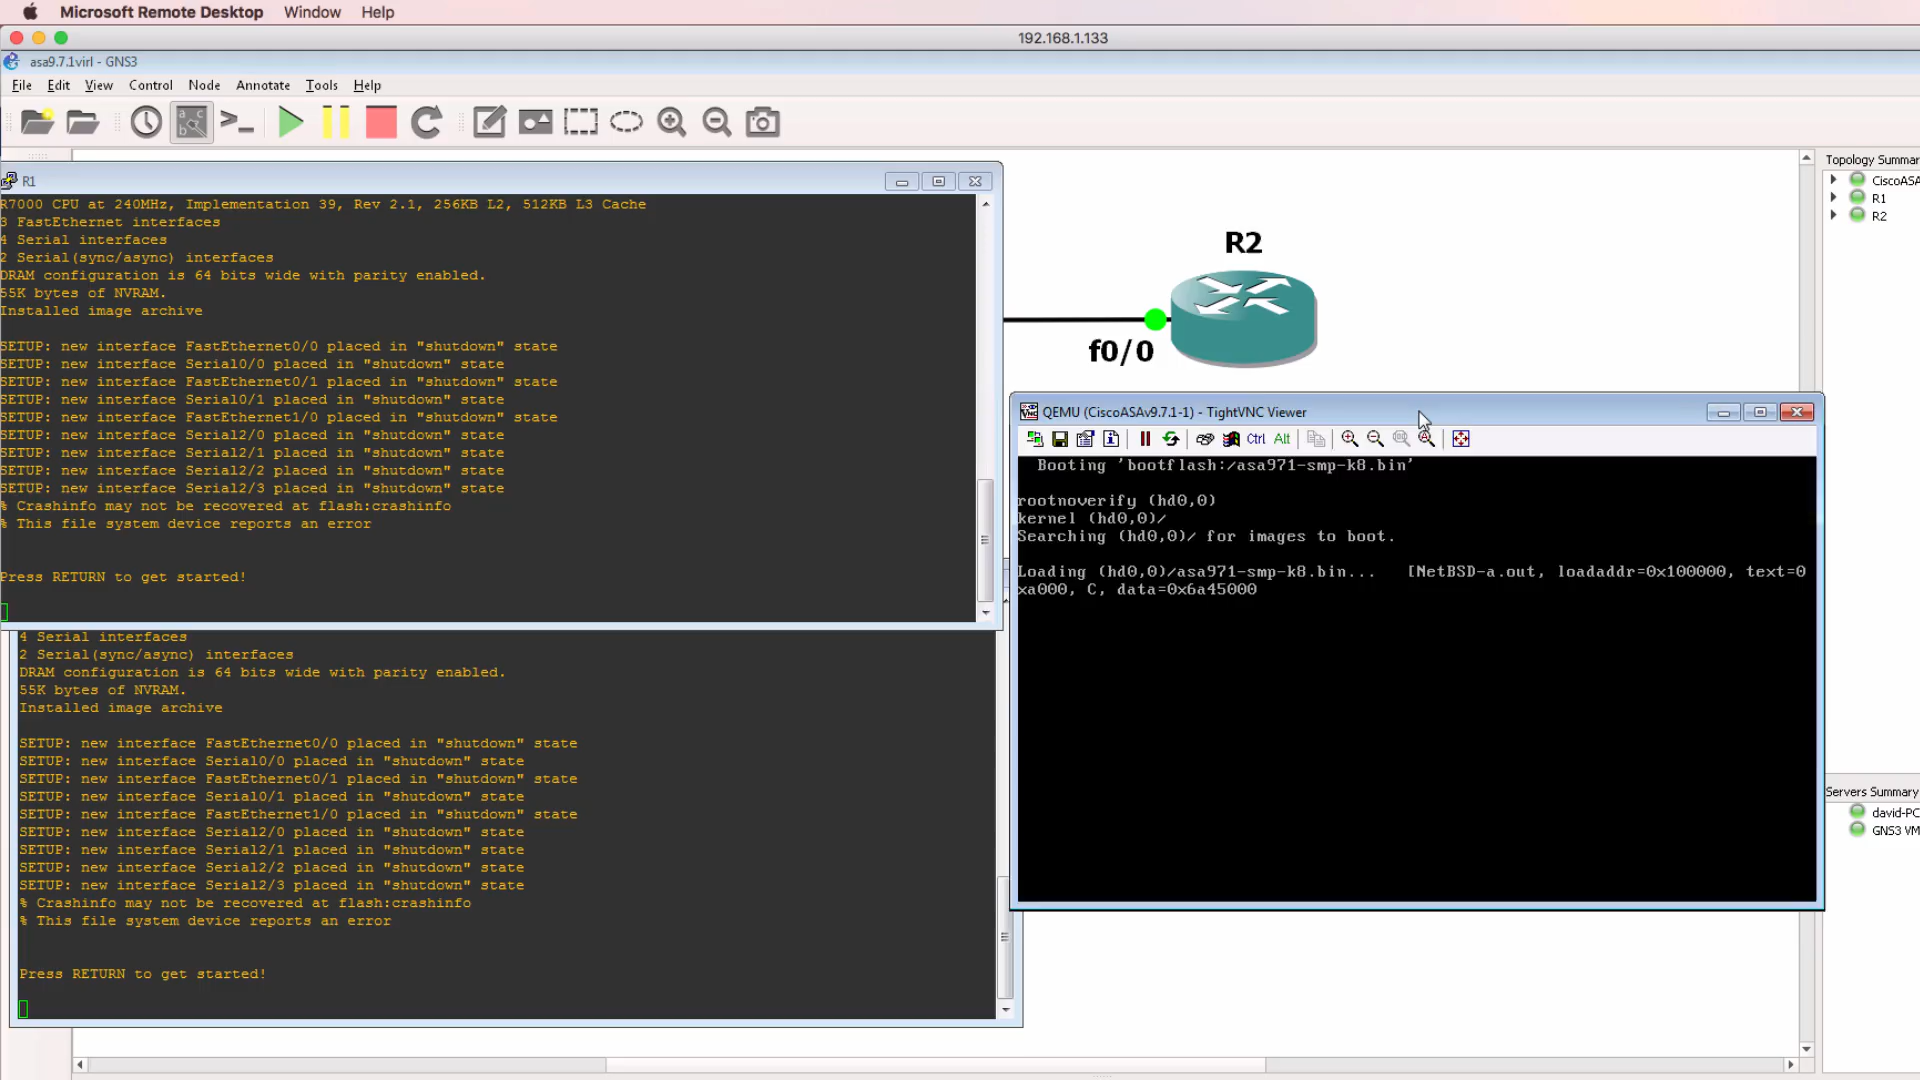 Microsoft Remote Desktop Window Help
192.168.1.133
asa9.7.1virl - GNS3
File Edit View Control Node Annotate Tools Help
R1
R7000 CPU at 240MHz, Implementation 39, Rev 2.1, 256KB L2, 512KB L3 Cache
3 FastEthernet interfaces
4 Serial interfaces
2 Serial(sync/async) interfaces
DRAM configuration is 64 bits wide with parity enabled.
55K bytes of NVRAM.
Installed image archive
SETUP: new interface FastEthernet0/0 placed in "shutdown" state
SETUP: new interface Serial0/0 placed in "shutdown" state
SETUP: new interface FastEthernet0/1 placed in "shutdown" state
SETUP: new interface Serial0/1 placed in "shutdown" state
SETUP: new interface FastEthernet1/0 placed in "shutdown" state
SETUP: new interface Serial2/0 placed in "shutdown" state
SETUP: new interface Serial2/1 placed in "shutdown" state
SETUP: new interface Serial2/2 placed in "shutdown" state
SETUP: new interface Serial2/3 placed in "shutdown" state
% Crashinfo may not be recovered at flash:crashinfo
% This file system device reports an error
Press RETURN to get started!
4 Serial interfaces
2 Serial(sync/async) interfaces
DRAM configuration is 64 bits wide with parity enabled.
55K bytes of NVRAM.
Installed image archive
SETUP: new interface FastEthernet0/0 placed in "shutdown" state
SETUP: new interface Serial0/0 placed in "shutdown" state
SETUP: new interface FastEthernet0/1 placed in "shutdown" state
SETUP: new interface Serial0/1 placed in "shutdown" state
SETUP: new interface FastEthernet1/0 placed in "shutdown" state
SETUP: new interface Serial2/0 placed in "shutdown" state
SETUP: new interface Serial2/1 placed in "shutdown" state
SETUP: new interface Serial2/2 placed in "shutdown" state
SETUP: new interface Serial2/3 placed in "shutdown" state
% Crashinfo may not be recovered at flash:crashinfo
% This file system device reports an error
Press RETURN to get started!
R2
f0/0
QEMU (CiscoASAv9.7.1-1) - TightVNC Viewer
Ctrl Alt
Booting 'bootflash:/asa971-smp-k8.bin'
rootnoverify (hd0,0)
kernel (hd0,0)/
Searching (hd0,0)/ for images to boot.
Loading (hd0,0)/asa971-smp-k8.bin... [NetBSD-a.out, loadaddr=0x100000, text=0
xa000, C, data=0x6a45000
Topology Summar
CiscoASA
R1
R2
Servers Summary
david-PC
GNS3 VM